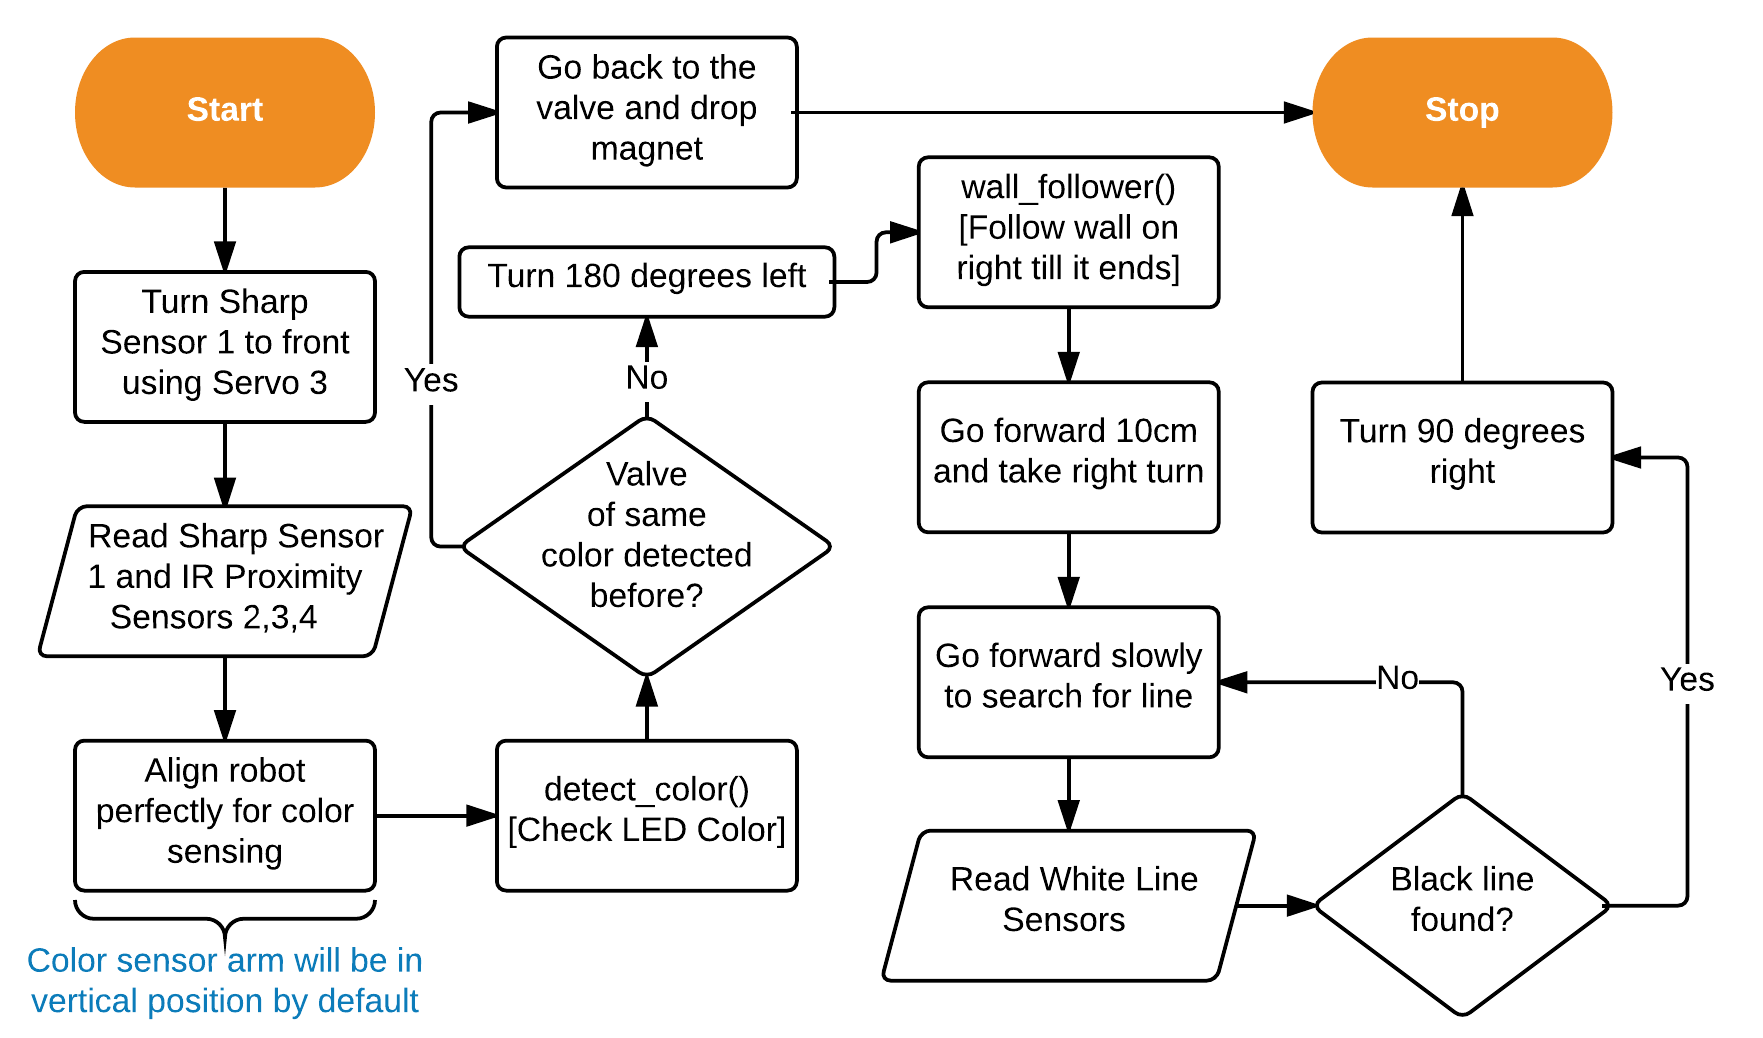 Start
Turn Sharp
Sensor 1 to front
using Servo 3
Read Sharp Sensor
1 and IR Proximity
Sensors 2,3,4
Align robot
perfectly for color
sensing
Color sensor arm will be in
vertical position by default
detect_color()
[Check LED Color]
Valve
of same
color detected
before?
Yes
No
Go back to the
valve and drop
magnet
Turn 180 degrees left
wall_follower()
[Follow wall on
right till it ends]
Go forward 10cm
and take right turn
Go forward slowly
to search for line
Read White Line
Sensors
Black line
found?
No
Yes
Turn 90 degrees
right
Stop